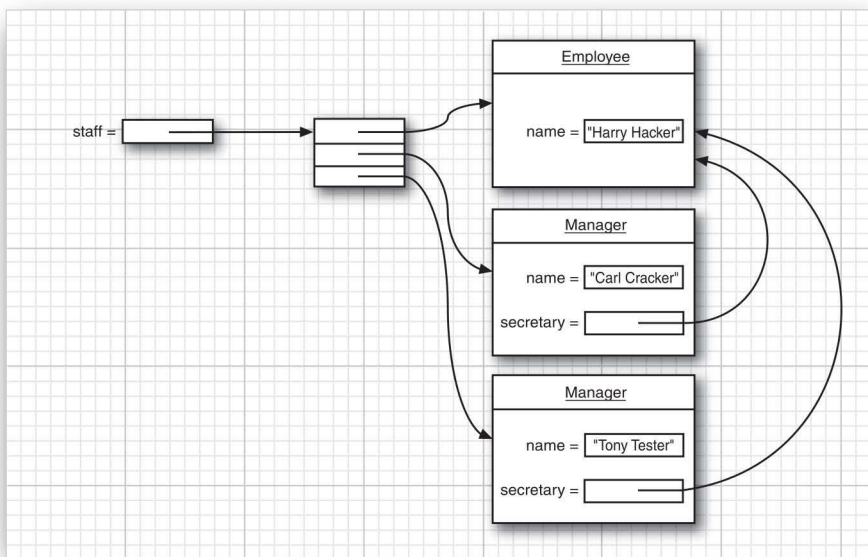 Employee
staff =
name = "Harry Hacker"
Manager
name = "Carl Cracker"
secretary =
Manager
name = "Tony Tester"
secretary =